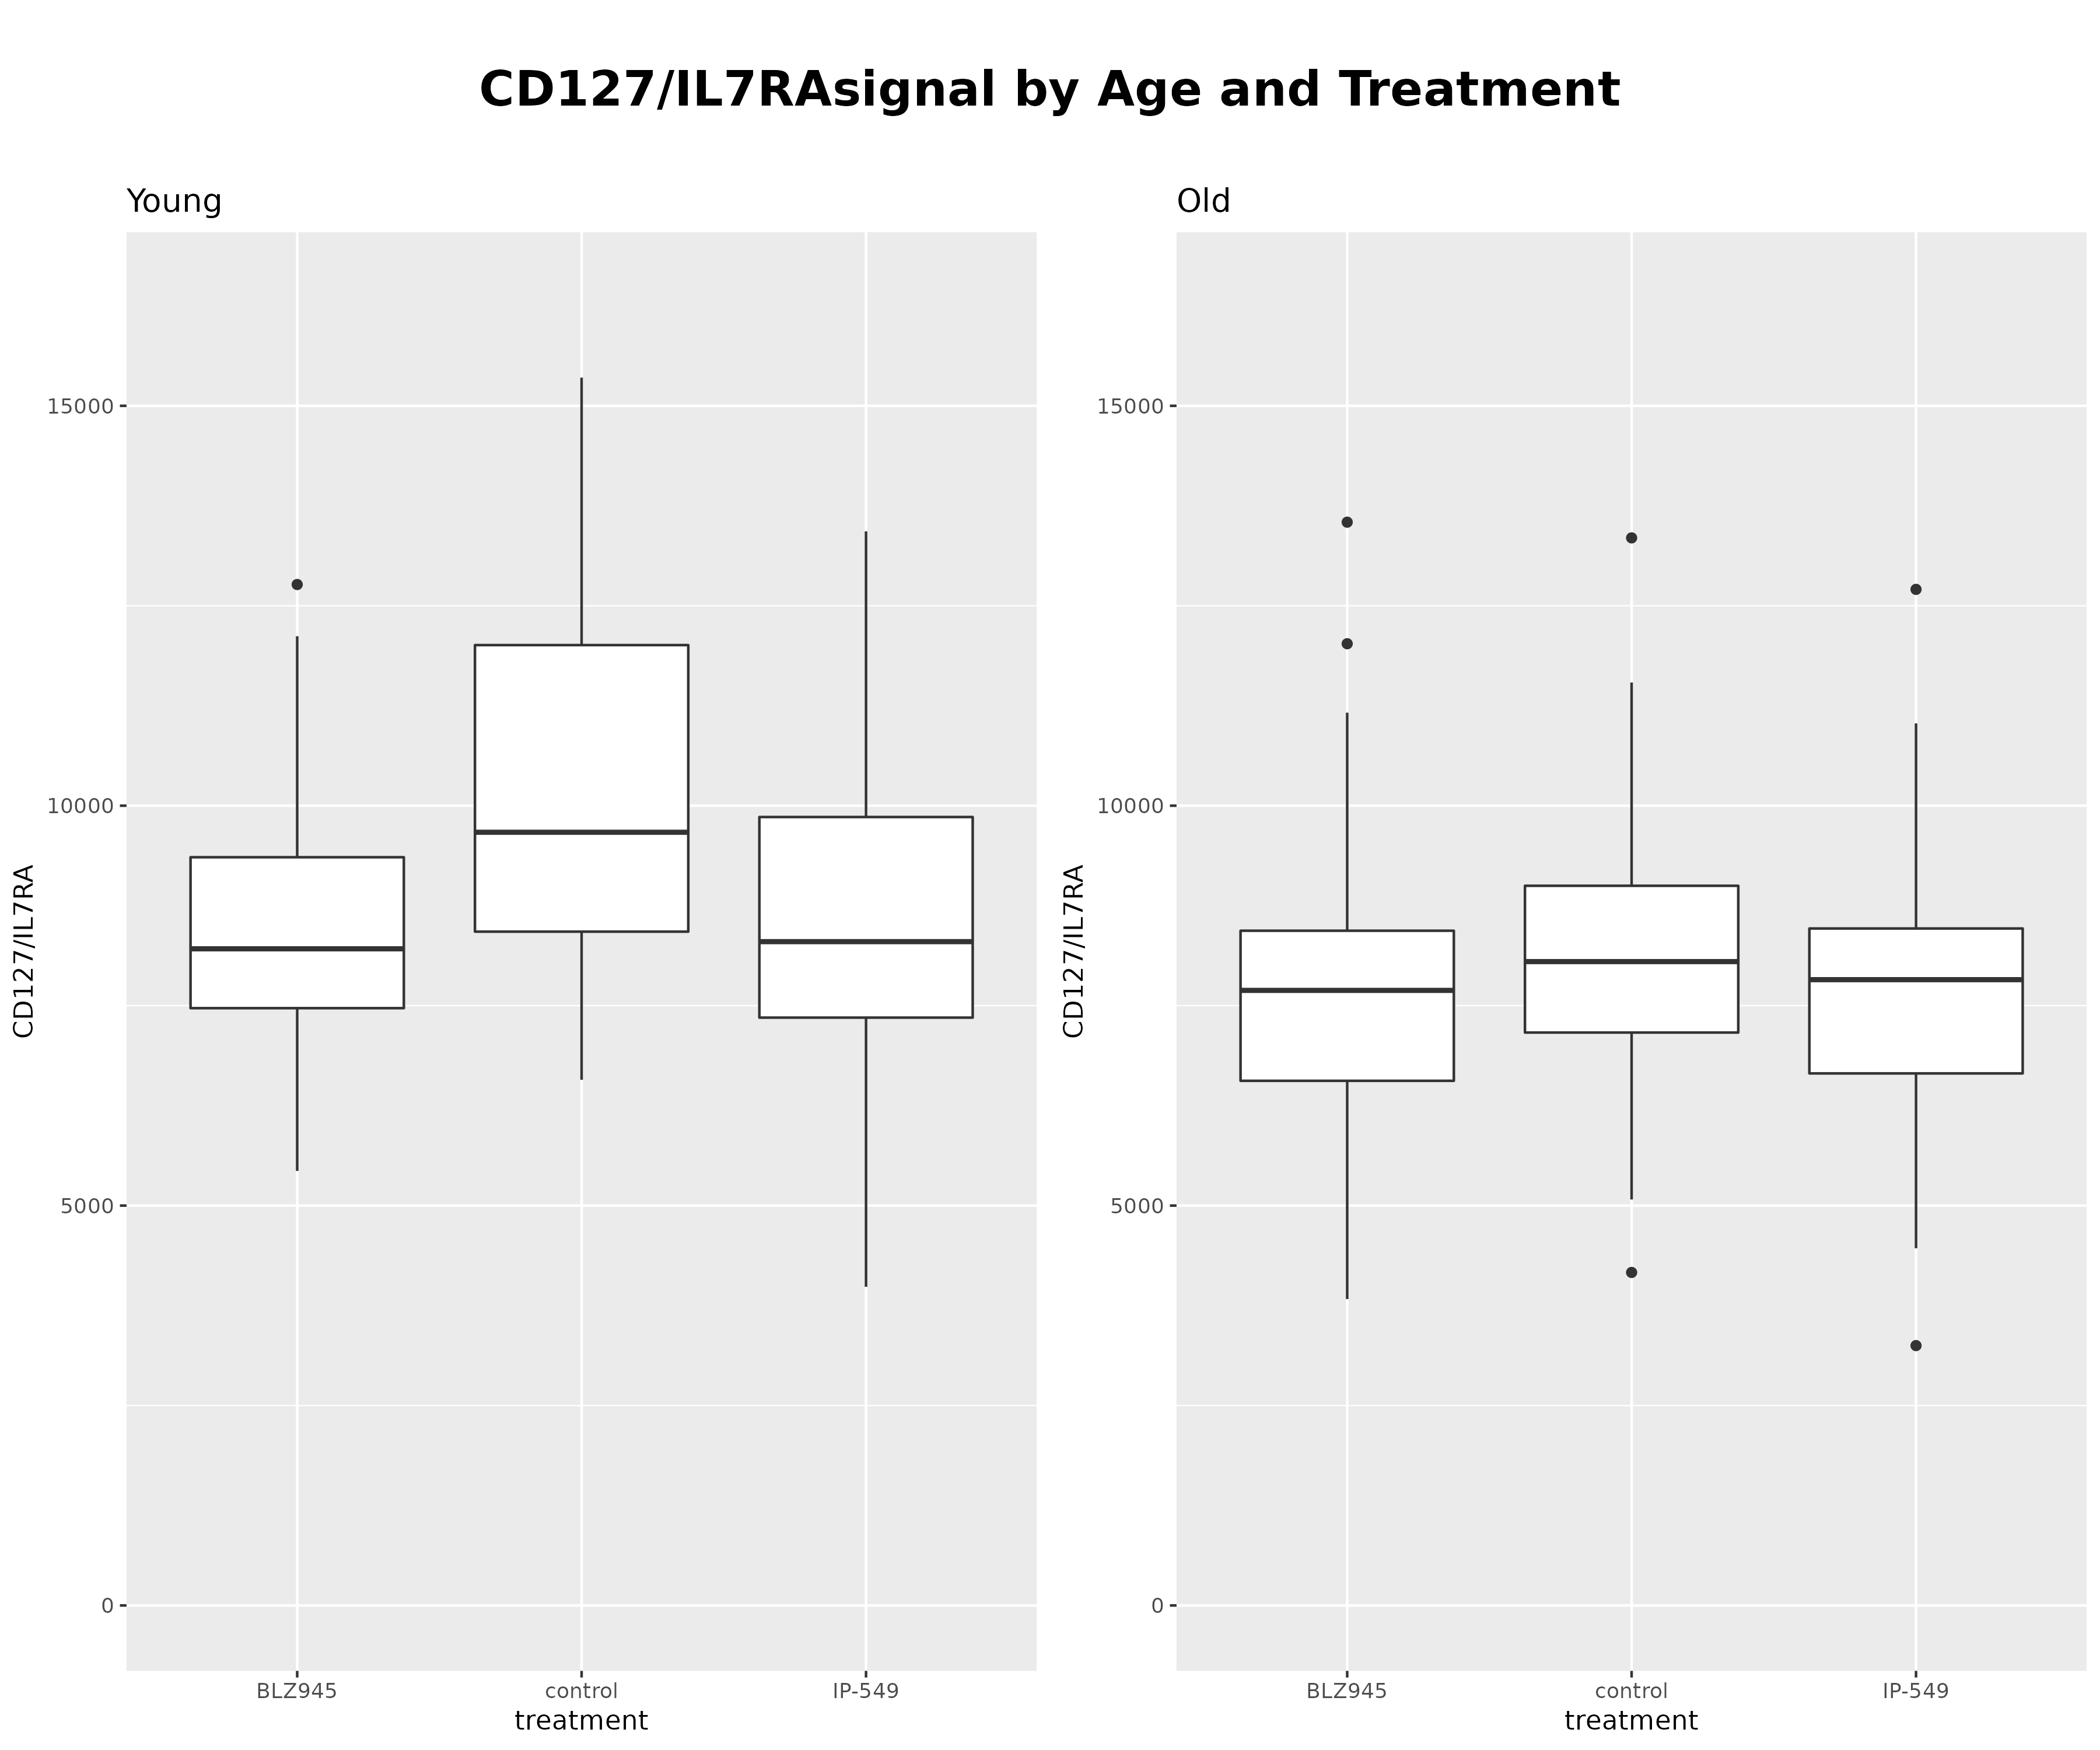 CD127/IL7RAsignal by Age and Treatment
Young
CD127/IL7RA
15000
10000
5000
0
BLZ945 control IP-549
treatment
Old
CD127/IL7RA
15000
10000
5000
0
BLZ945 control IP-549
treatment